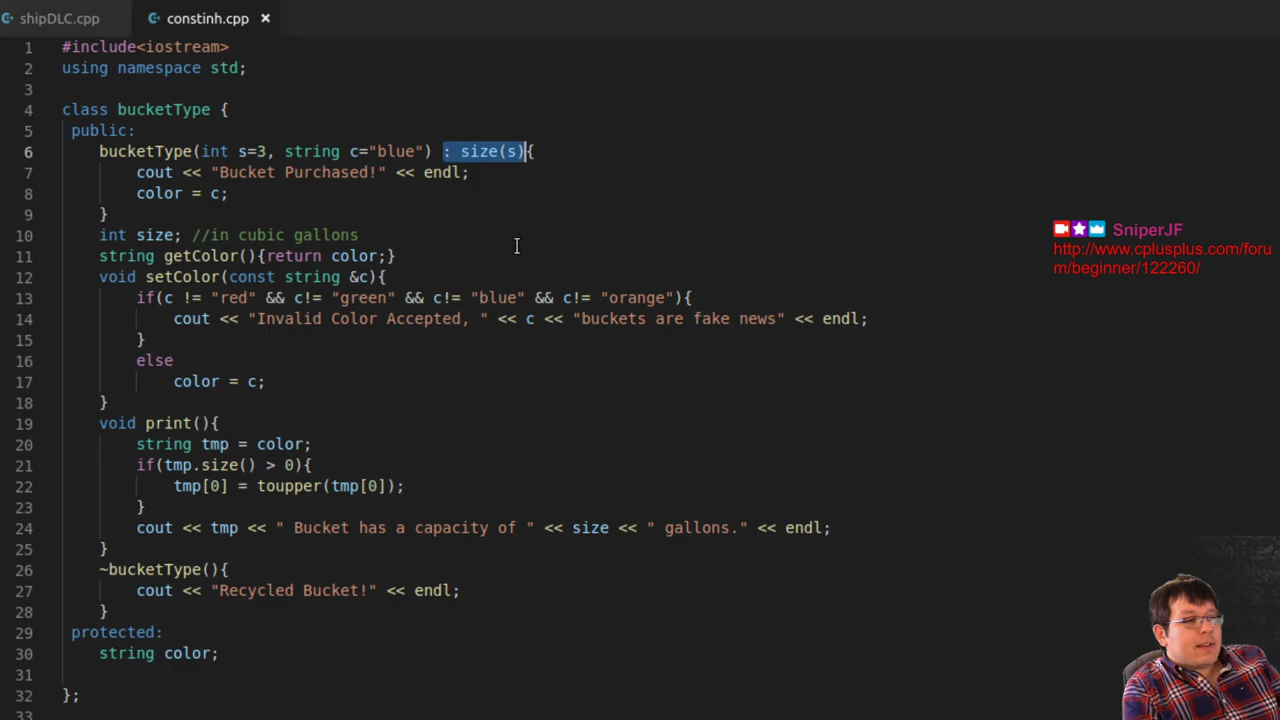 shipDLC.cpp constinh.cpp ×
1 #include<iostream>
2 using namespace std;
3
4 class bucketType {
5 public:
6 bucketType(int s=3, string c="blue") : size(s){
7 cout << "Bucket Purchased!" << endl;
8 color = c;
9 }
10 int size; //in cubic gallons
11 string getColor(){return color;}
12 void setColor(const string &c){
13 if(c != "red" && c!= "green" && c!= "blue" && c!= "orange"){
14 cout << "Invalid Color Accepted, " << c << "buckets are fake news" << endl;
15 }
16 else
17 color = c;
18 }
19 void print(){
20 string tmp = color;
21 if(tmp.size() > 0){
22 tmp[0] = toupper(tmp[0]);
23 }
24 cout << tmp << " Bucket has a capacity of " << size << " gallons." << endl;
25 }
26 ~bucketType(){
27 cout << "Recycled Bucket!" << endl;
28 }
29 protected:
30 string color;
31
32 };
33
SniperJF
http://www.cplusplus.com/foru
m/beginner/122260/